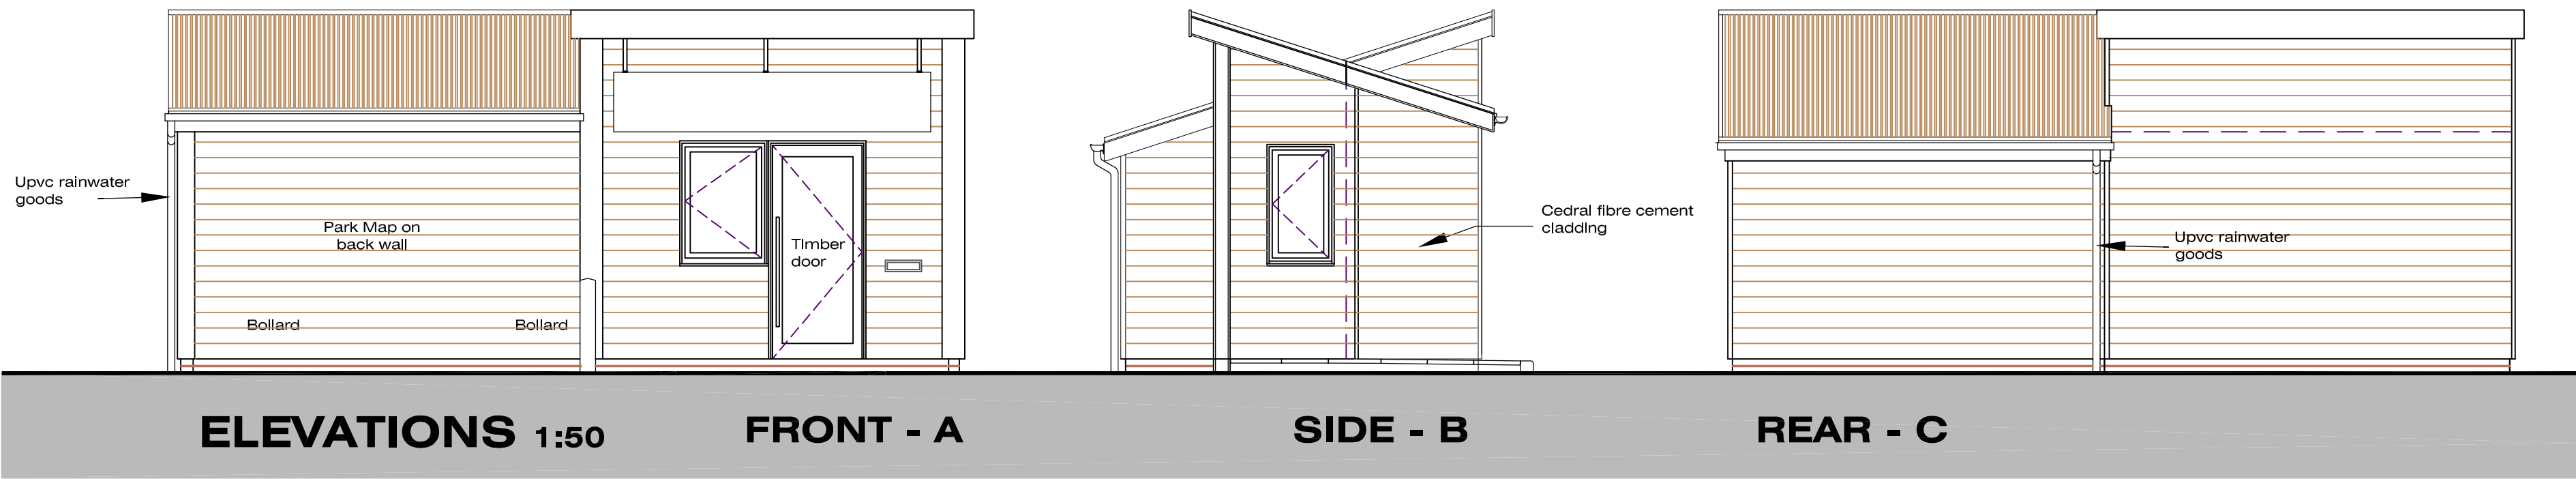 Upvc rainwater
goods
Park Map on
back wall
Bollard
Bollard
Timber
door
Cedral fibre cement
cladding
Upvc rainwater
goods
ELEVATIONS 1:50
FRONT - A
SIDE - B
REAR - C